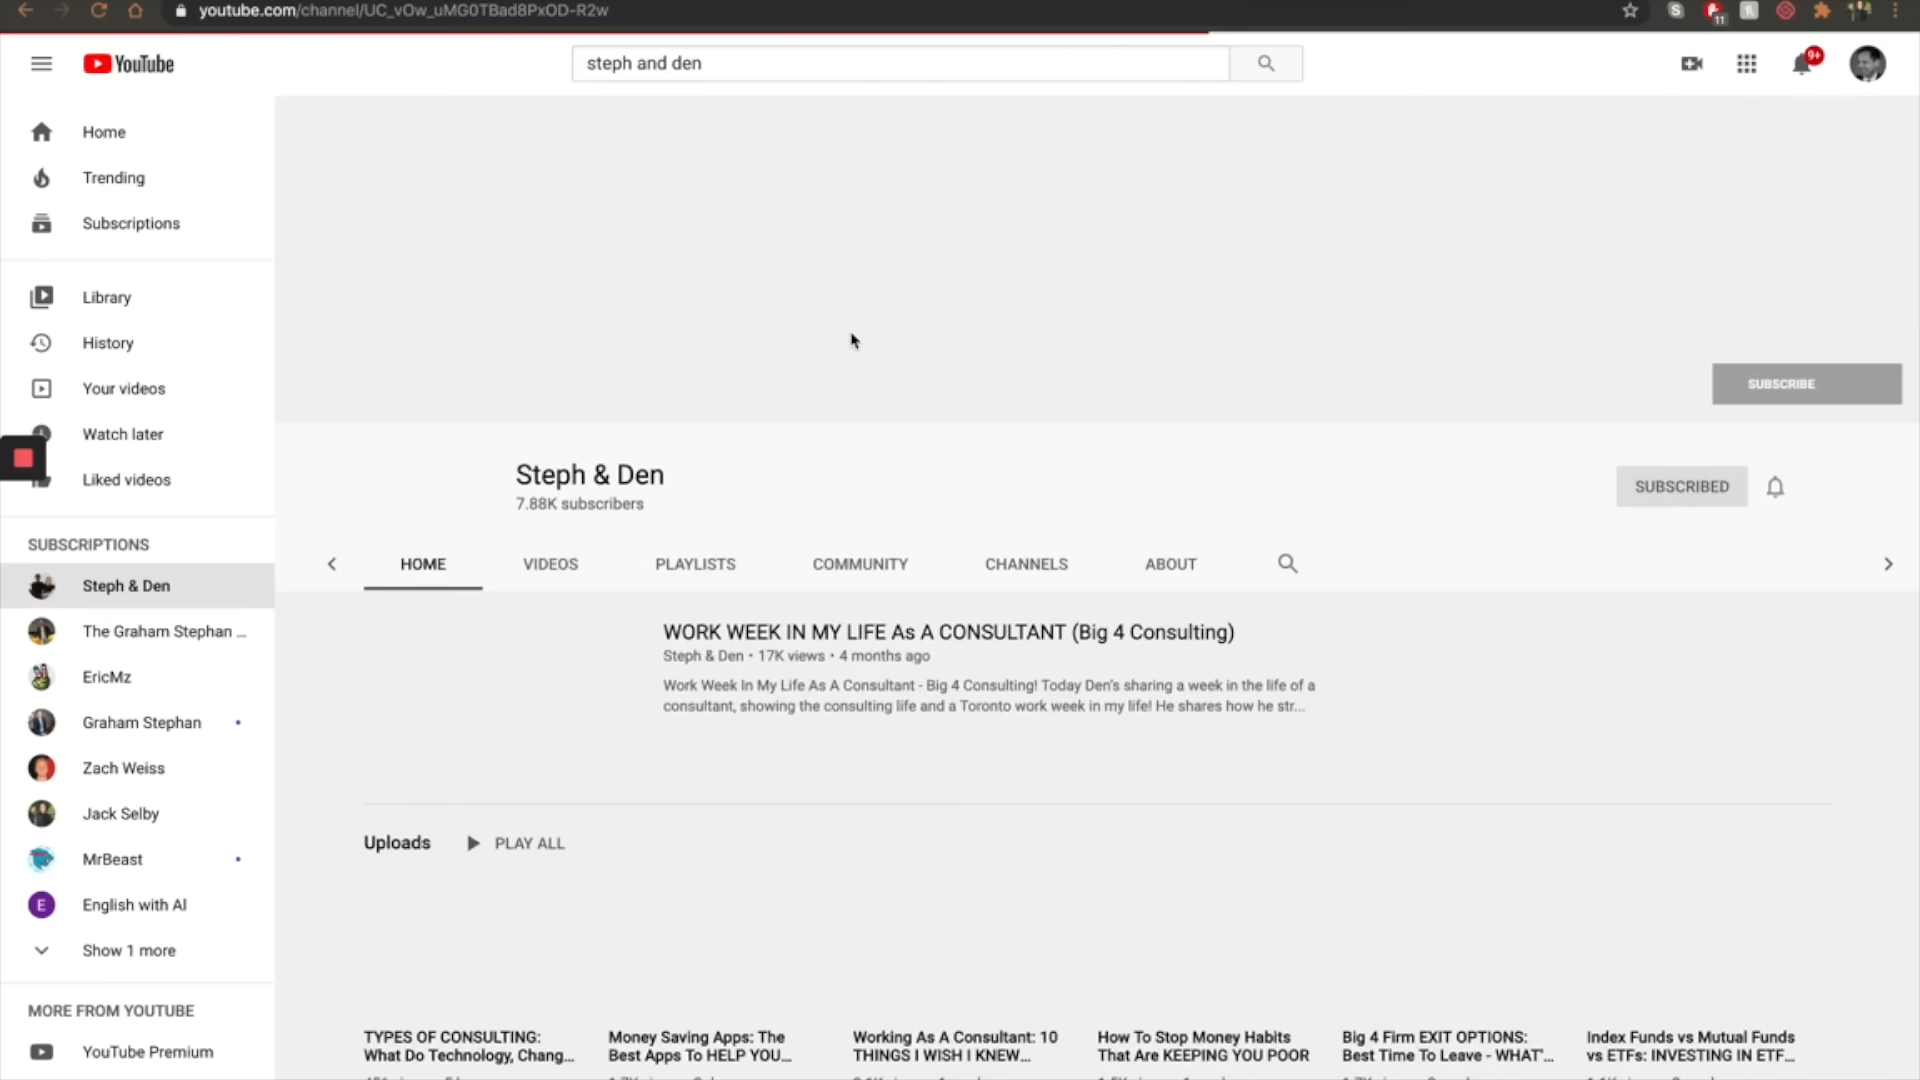 youtube.com/channel/UC_vOw_uMG0TBad8PxOD-R2w
11
YouTube
steph and den
9+
Home
Trending
Subscriptions
Library
History
Your videos
Watch later
Liked videos
SUBSCRIPTIONS
Steph & Den
The Graham Stephan ...
EricMz
Graham Stephan
Zach Weiss
Jack Selby
MrBeast
E
English with Al
Show 1 more
MORE FROM YOUTUBE
YouTube Premium
SUBSCRIBE
Steph & Den
7.88K subscribers
SUBSCRIBED
HOME VIDEOS PLAYLISTS COMMUNITY CHANNELS ABOUT
WORK WEEK IN MY LIFE As A CONSULTANT (Big 4 Consulting)
Steph & Den • 17K views • 4 months ago
Work Week In My Life As A Consultant - Big 4 Consulting! Today Den's sharing a week in the life of a
consultant, showing the consulting life and a Toronto work week in my life! He shares how he str...
Uploads PLAY ALL
TYPES OF CONSULTING:
What Do Technology, Chang...
Money Saving Apps: The
Best Apps To HELP YOU...
Working As A Consultant: 10
THINGS I WISH I KNEW...
How To Stop Money Habits
That Are KEEPING YOU POOR
Big 4 Firm EXIT OPTIONS:
Best Time To Leave - WHAT'...
Index Funds vs Mutual Funds
vs ETFs: INVESTING IN ETF...